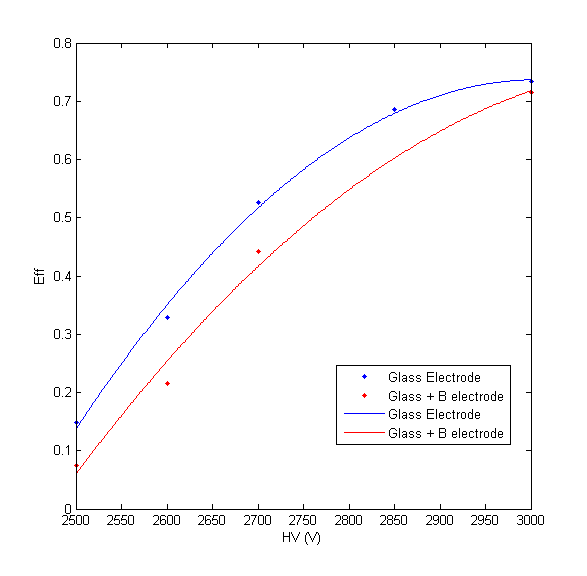 0.8
0.7
0.6
0.5
0.4
0.3
0.2
0.1
0
Eff
Glass Electrode
Glass + B electrode
Glass Electrode
Glass + B electrode
2500 2550 2600 2650 2700 2750 2800 2850 2900 2950 3000
HV (V)